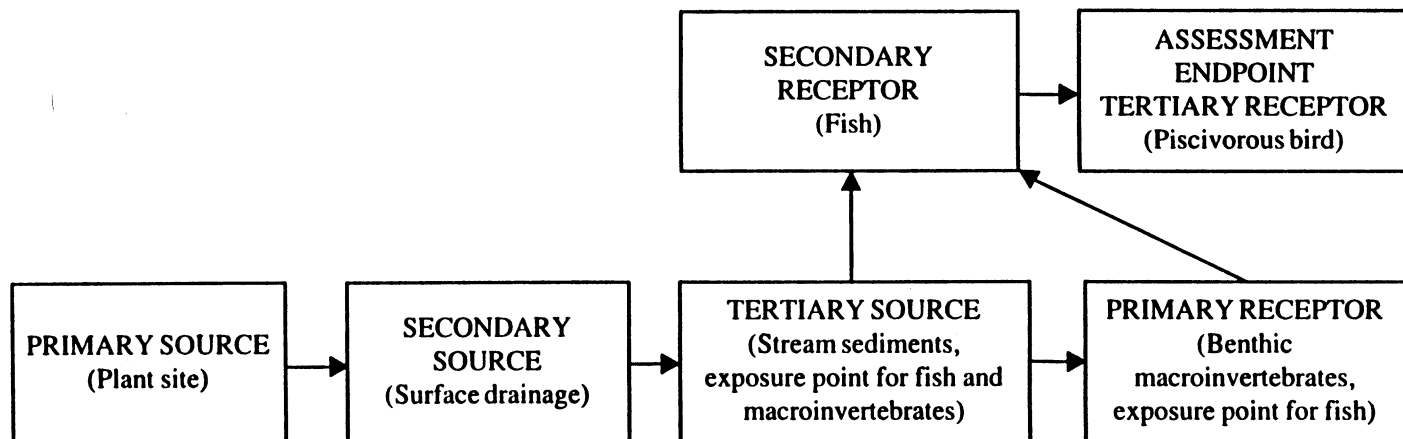 SECONDARY
RECEPTOR
(Fish)
ASSESSMENT
ENDPOINT
TERTIARY RECEPTOR
(Piscivorous bird)
PRIMARY SOURCE
(Plant site)
SECONDARY
SOURCE
(Surface drainage)
TERTIARY SOURCE
(Stream sediments,
exposure point for fish and
macroinvertebrates)
PRIMARY RECEPTOR
(Benthic
macroinvertebrates,
exposure point for fish)